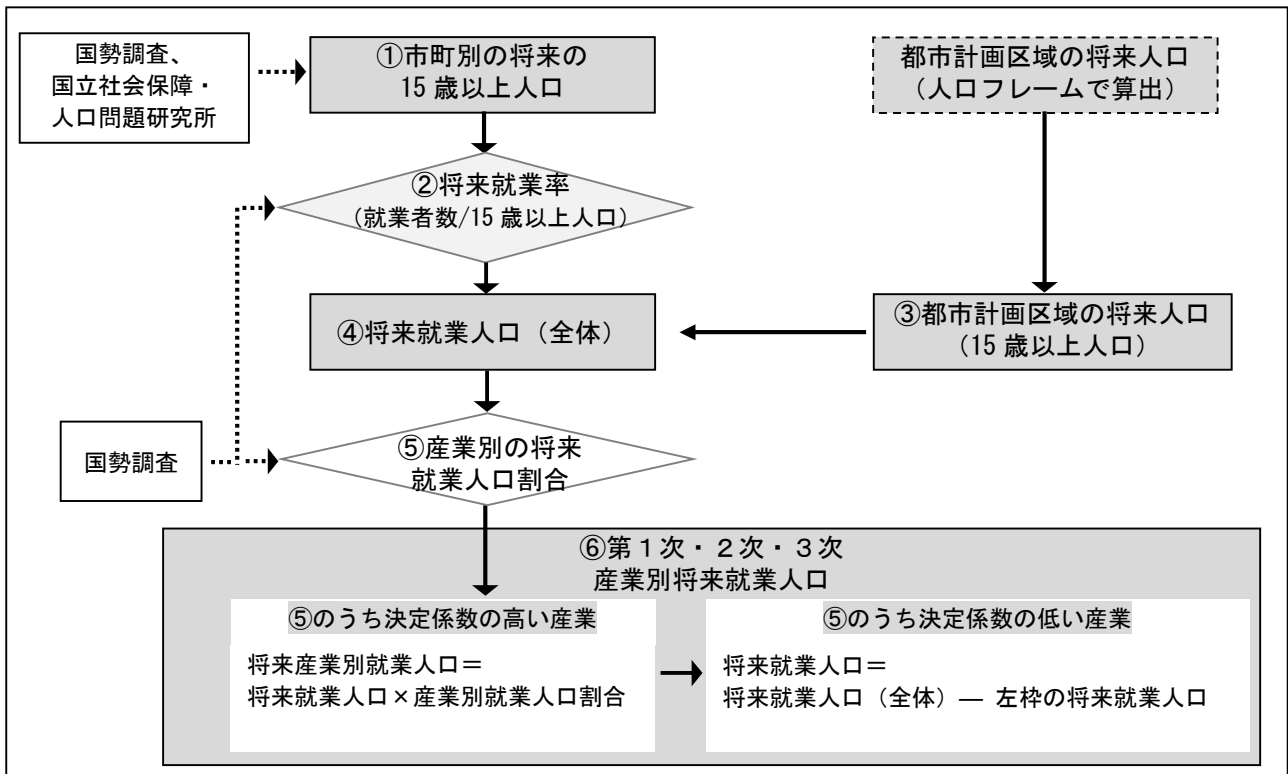 国勢調査、
国立社会保障・
人口問題研究所
①市町別の将来の
15 歳以上人口
都市計画区域の将来人口
（人口フレームで算出）
②将来就業率
（就業者数/15 歳以上人口）
④将来就業人口（全体）
③都市計画区域の将来人口
（15 歳以上人口）
国勢調査
⑤産業別の将来
就業人口割合
⑥第１次・２次・３次
産業別将来就業人口
⑤のうち決定係数の高い産業
将来産業別就業人口＝
将来就業人口×産業別就業人口割合
⑤のうち決定係数の低い産業
将来就業人口＝
将来就業人口（全体）― 左枠の将来就業人口